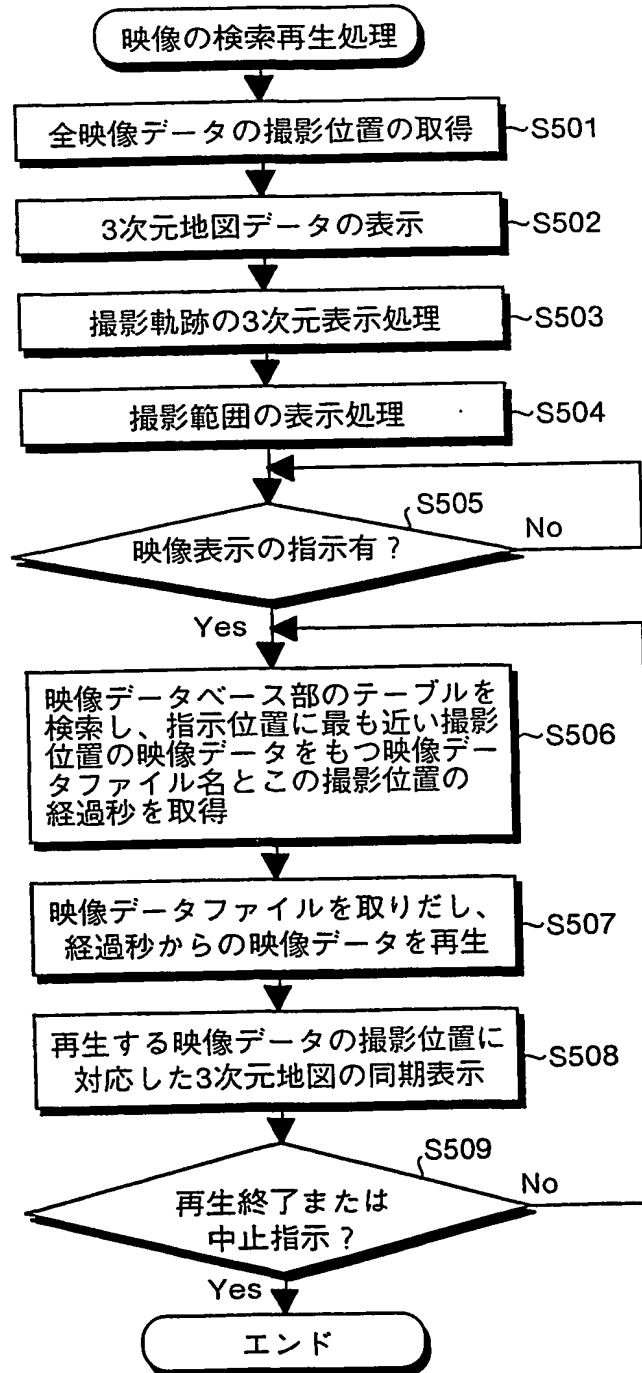 映像の検索再生処理
全映像データの撮影位置の取得 ~S501
3次元地図データの表示 ~S502
撮影軌跡の3次元表示処理 ~S503
撮影範囲の表示処理 ~S504
S505
映像表示の指示有？
No
Yes
映像データベース部のテーブルを
検索し、指示位置に最も近い撮影
位置の映像データをもつ映像デー
タファイル名とこの撮影位置の
経過秒を取得
~S506
映像データファイルを取りだし、
経過秒からの映像データを再生
~S507
再生する映像データの撮影位置に
対応した3次元地図の同期表示
~S508
S509
再生終了または
中止指示？
No
Yes
エンド